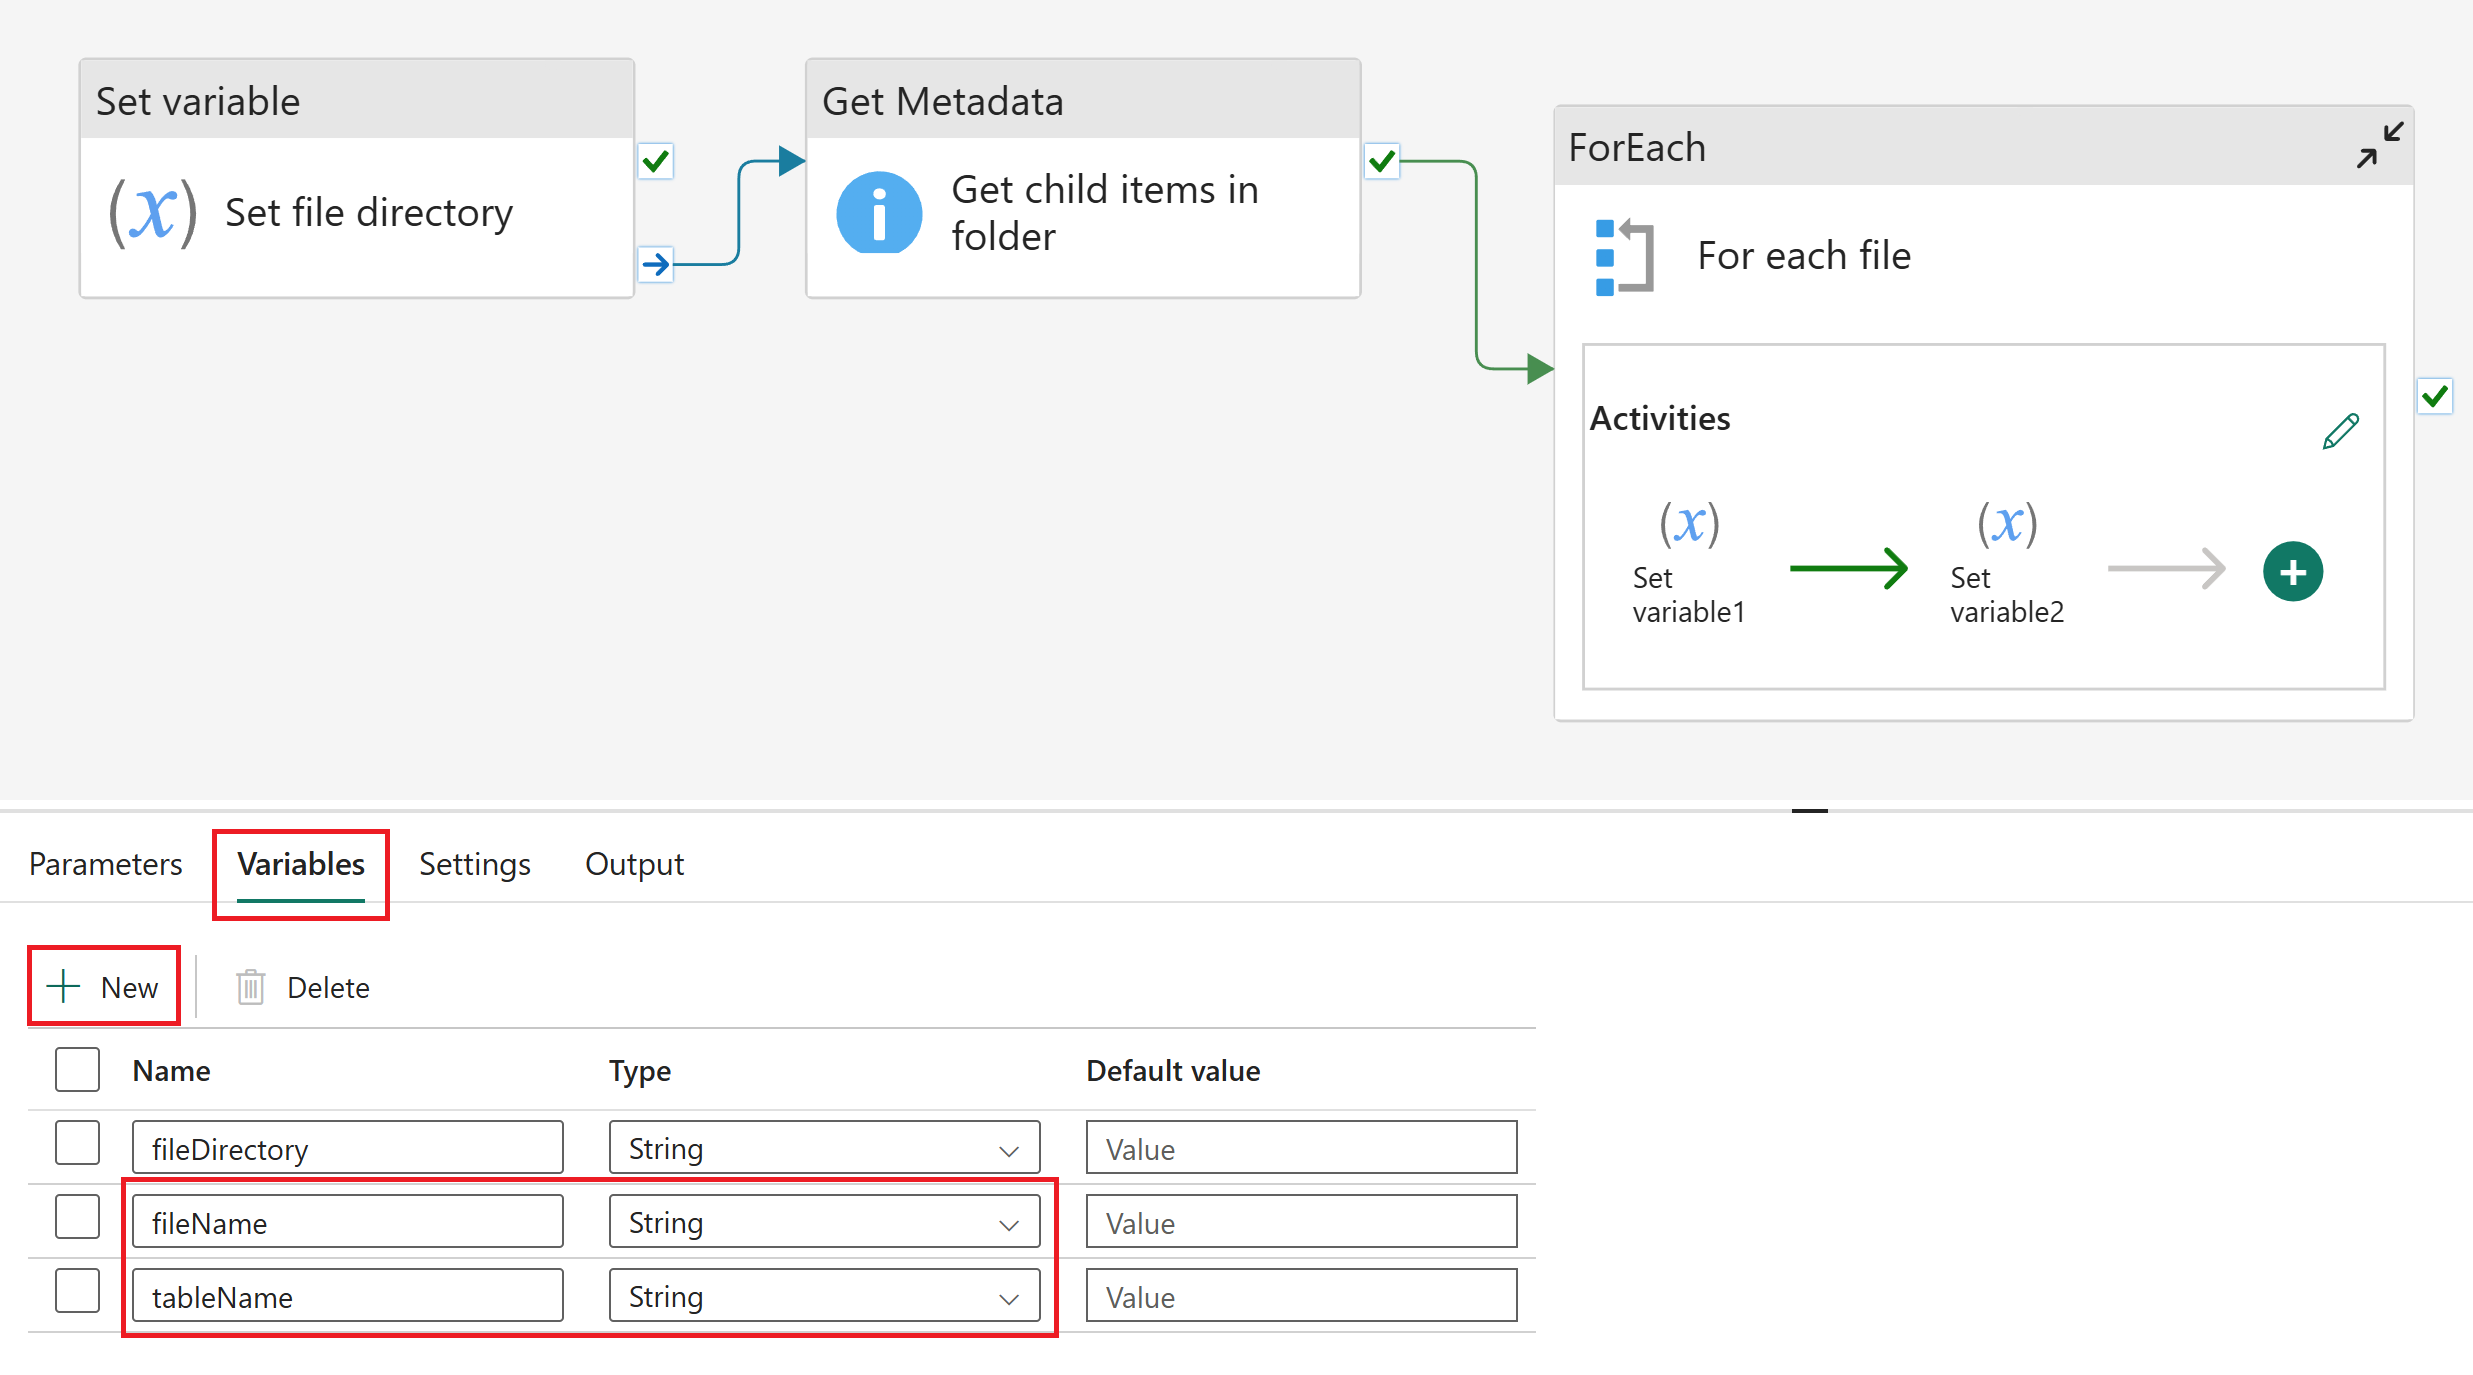 Set variable
(x) Set file directory
Get Metadata
Get child items in
folder
ForEach
For each file
Activities
(x)
Set
variable1
(x)
Set
variable2
Parameters Variables Settings Output
New Delete
Name Type Default value
fileDirectory String Value
fileName String Value
tableName String Value